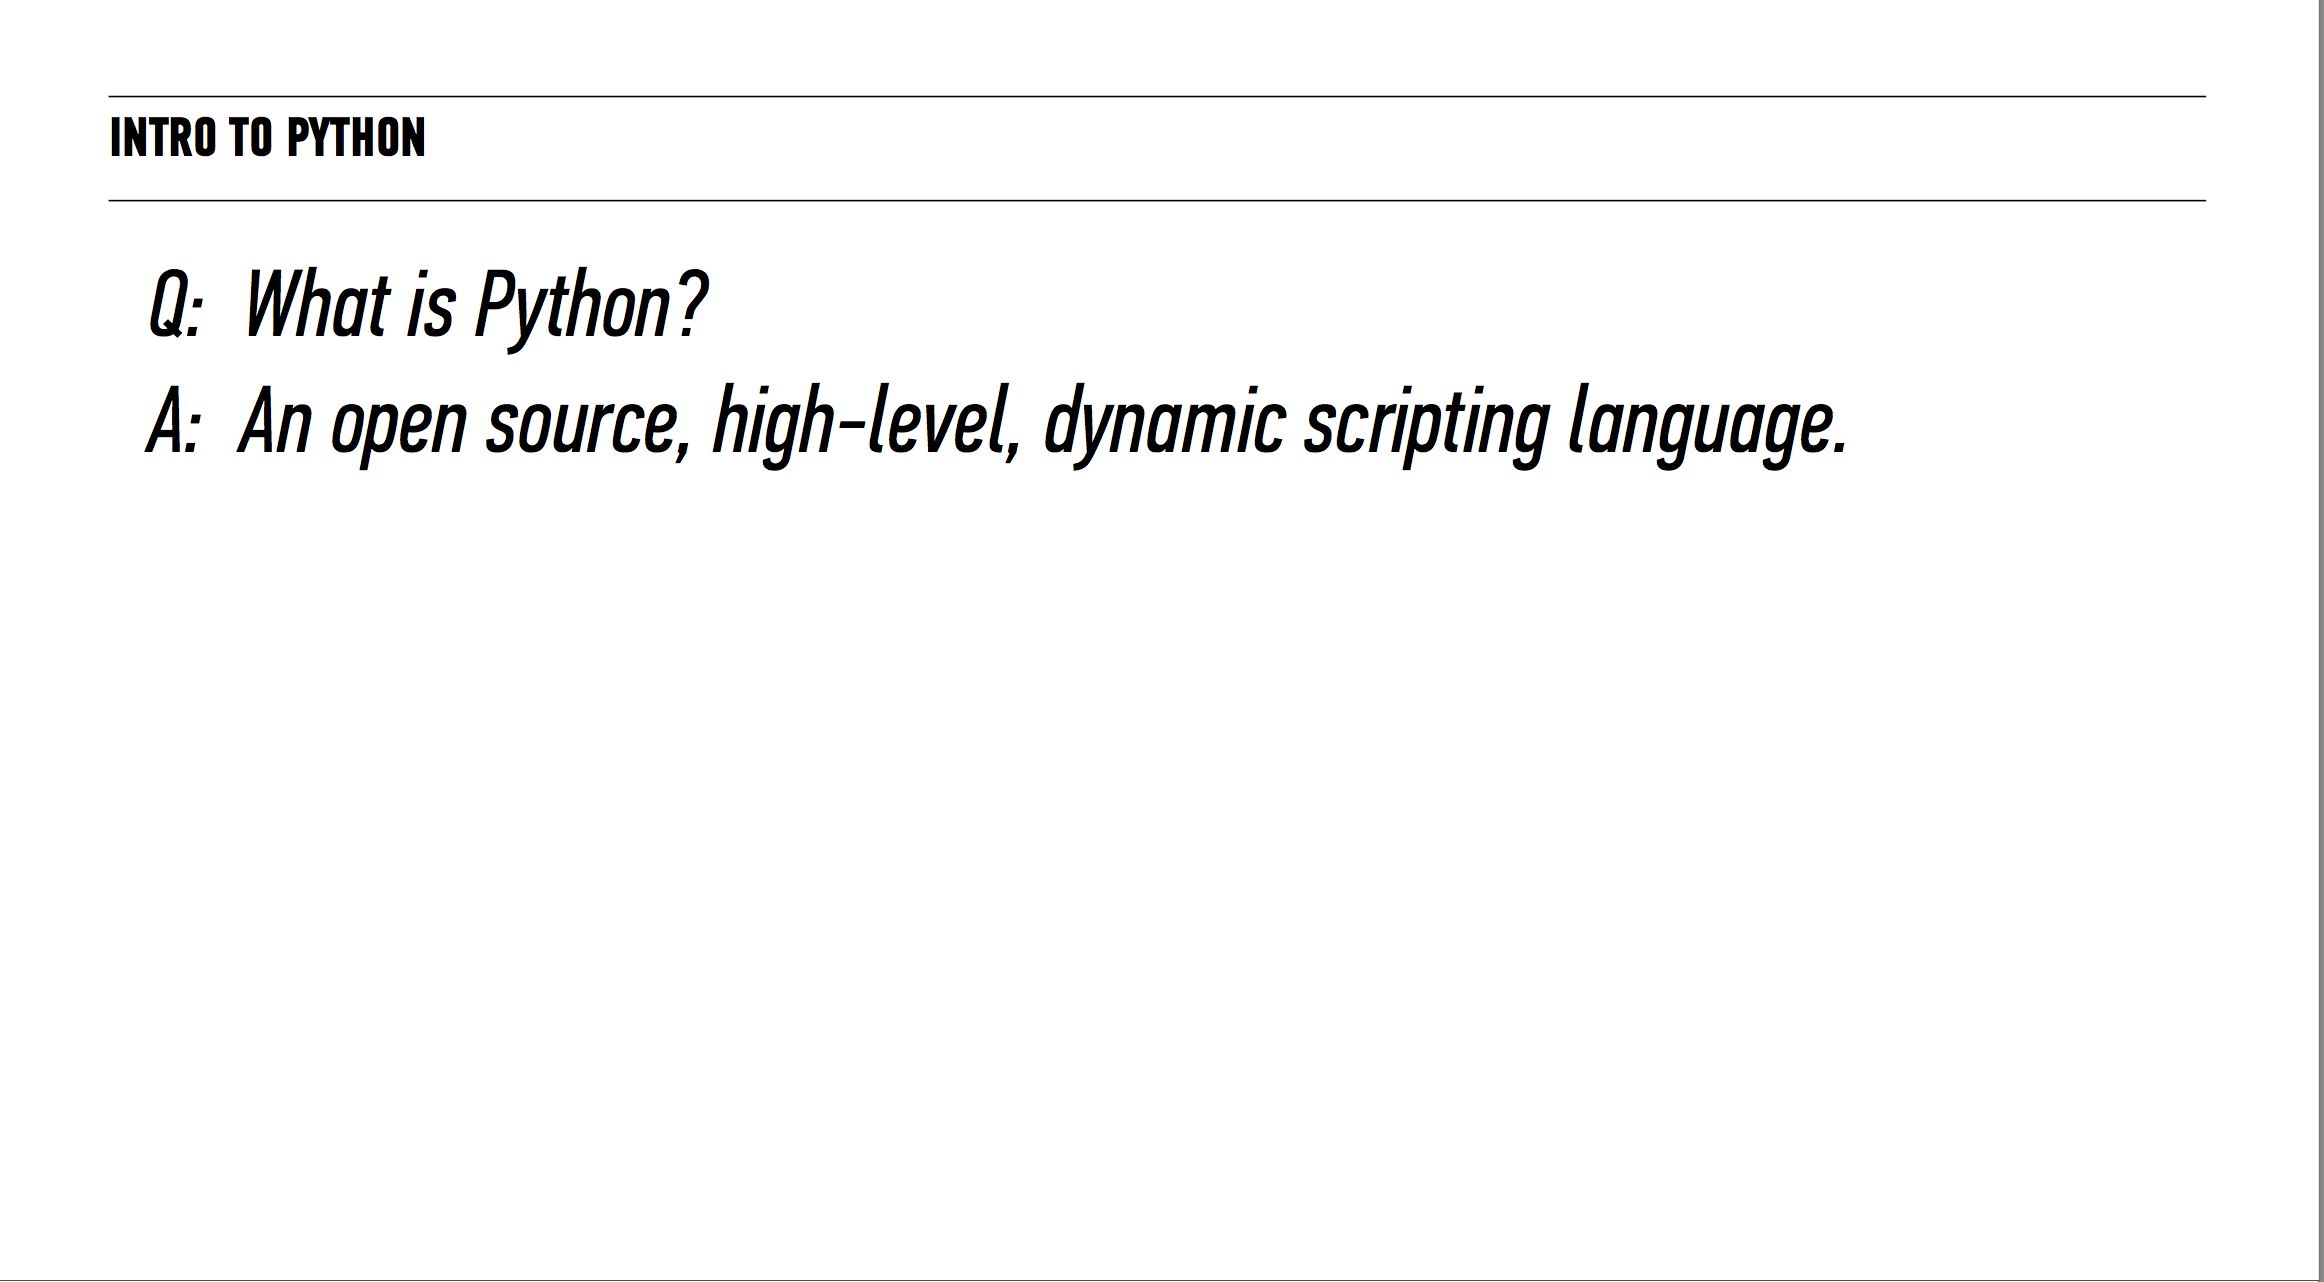 INTRO TO PYTHON
Q: What is Python?
A: An open source, high-level, dynamic scripting language.